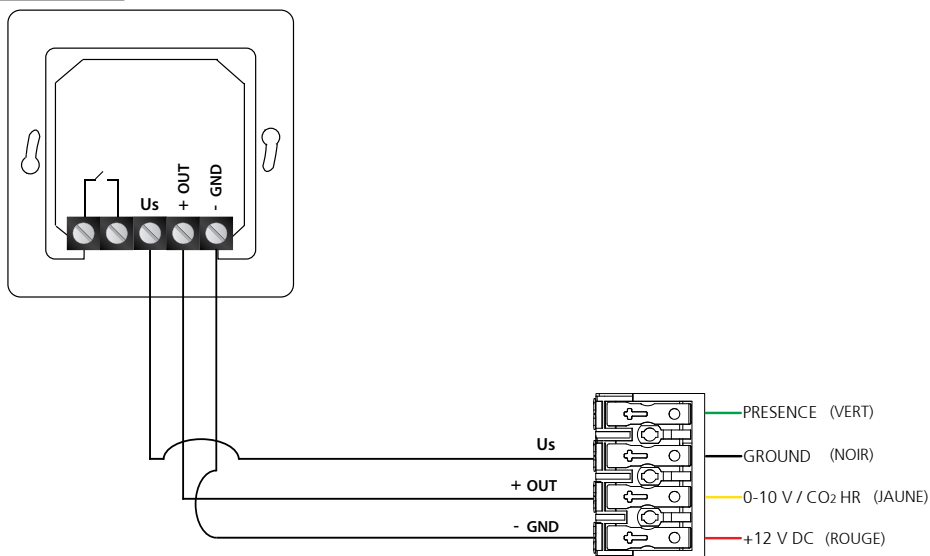 Us
+ OUT
- GND
PRESENCE (VERT)
Us
GROUND (NOIR)
+ OUT
0-10 V / CO2 HR (JAUNE)
- GND
+12 V DC (ROUGE)